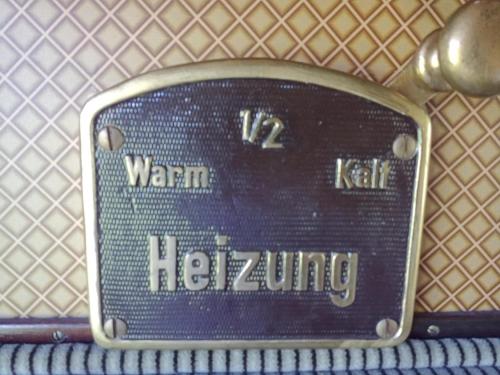 1/2
Warm Kalt
Heizung